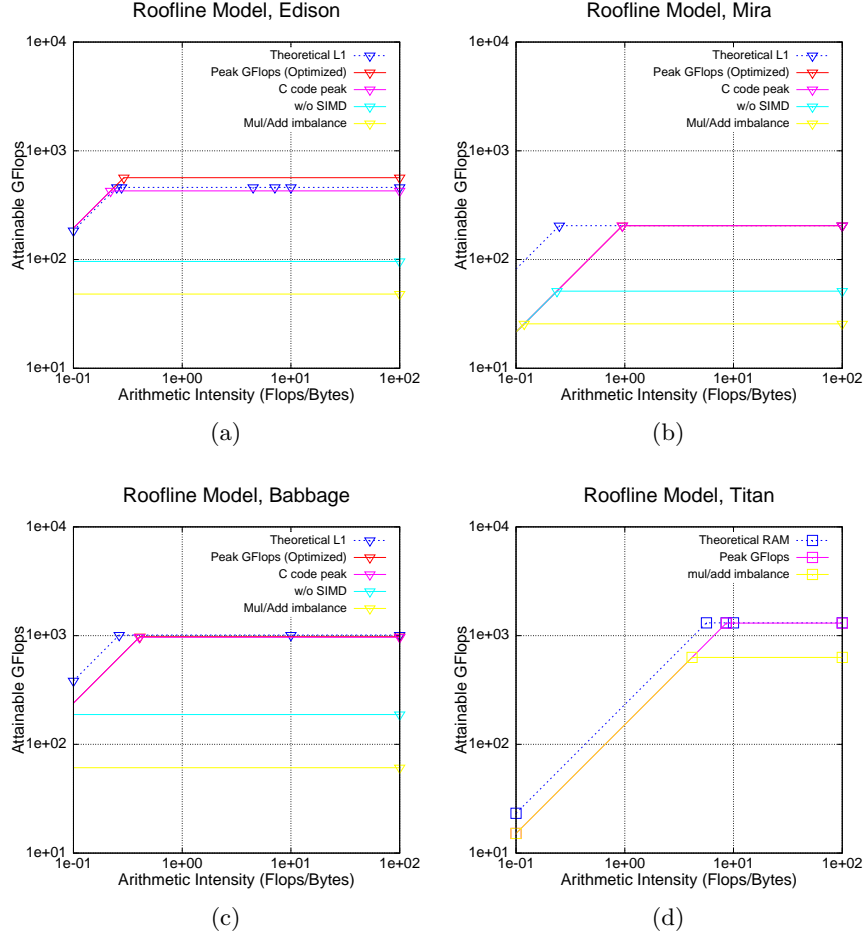 Roofline Model, Edison
1e+04
1e+03
1e+02
1e+01
1e-01
1e+00
1e+01
1e+02
Attainable GFlops
Arithmetic Intensity (Flops/Bytes)
Theoretical L1
Peak GFlops (Optimized)
C code peak
w/o SIMD
Mul/Add imbalance
(a)
Roofline Model, Mira
1e+04
1e+03
1e+02
1e+01
1e-01
1e+00
1e+01
1e+02
Attainable GFlops
Arithmetic Intensity (Flops/Bytes)
Theoretical L1
Peak GFlops (Optimized)
C code peak
w/o SIMD
Mul/Add imbalance
(b)
Roofline Model, Babbage
1e+04
1e+03
1e+02
1e+01
1e-01
1e+00
1e+01
1e+02
Attainable GFlops
Arithmetic Intensity (Flops/Bytes)
Theoretical L1
Peak GFlops (Optimized)
C code peak
w/o SIMD
Mul/Add imbalance
(c)
Roofline Model, Titan
1e+04
1e+03
1e+02
1e+01
1e-01
1e+00
1e+01
1e+02
Attainable GFlops
Arithmetic Intensity (Flops/Bytes)
Theoretical RAM
Peak GFlops
mul/add imbalance
(d)